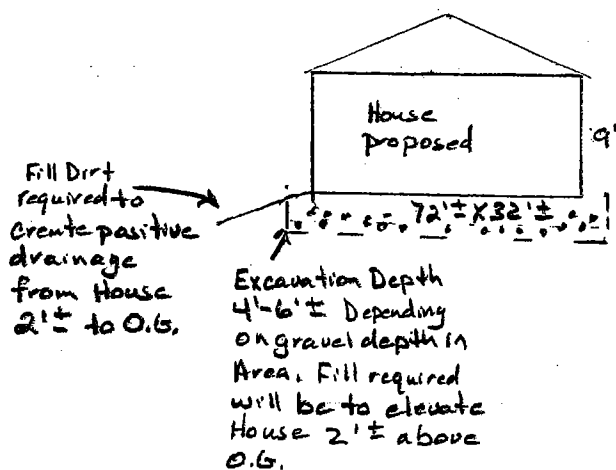 House
proposed
9'
72'± X 32'±
Fill Dirt
required to
create positive
drainage
from House
2'± to O.G.
Excavation Depth
4'-6'± Depending
on gravel depth in
Area. Fill required
will be to elevate
House 2'± above
O.G.